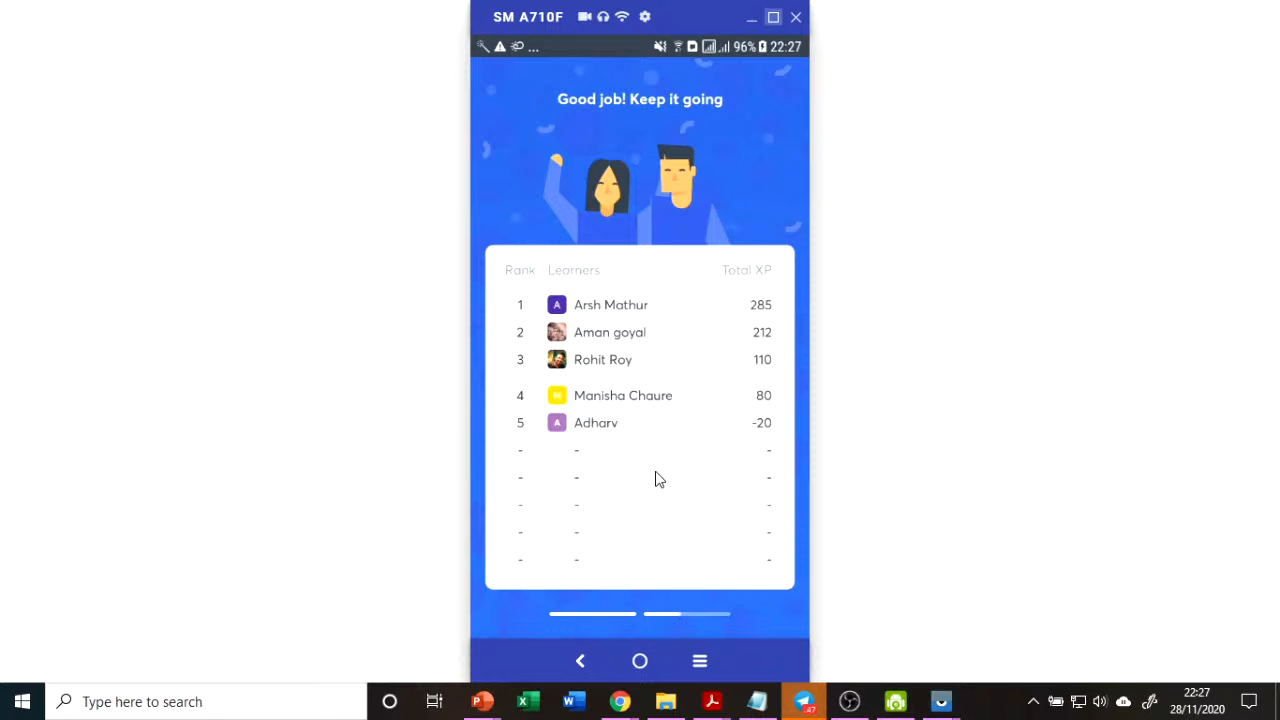 SM A710F
... 96% 22:27
Good job! Keep it going
Rank Learners Total XP
1 A Arsh Mathur 285
2 Aman goyal 212
3 Rohit Roy 110
4 M Manisha Chaure 80
5 A Adharv -20
- - -
- - -
- - -
- - -
- - -
Type here to search
47
22:27
28/11/2020